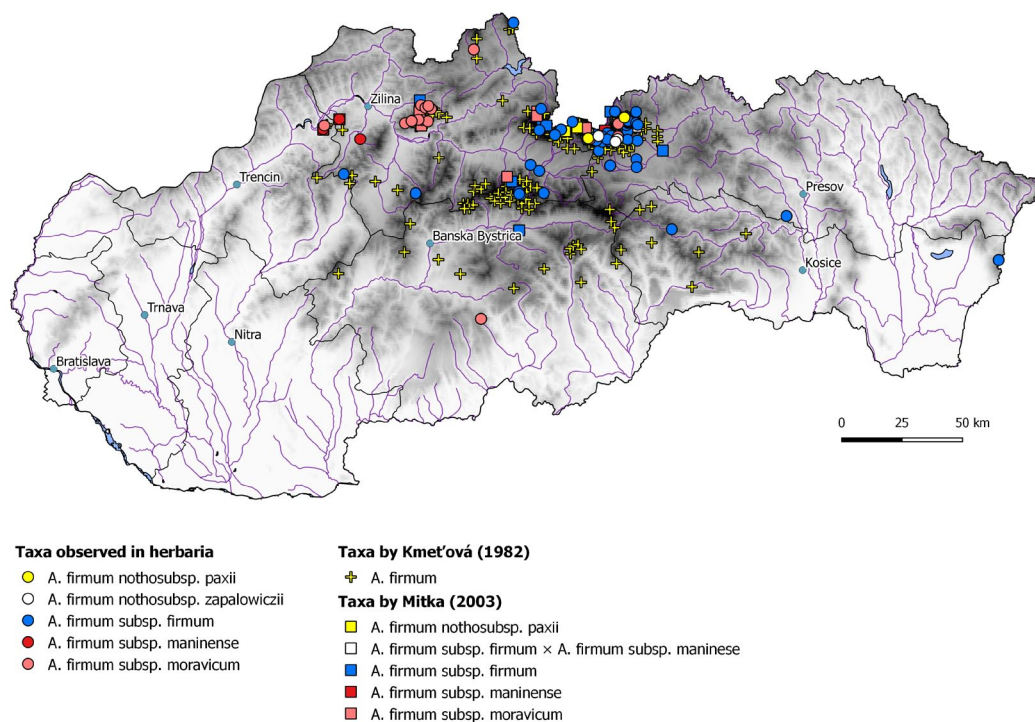 Zilina
Trencin
Presov
Banska Bystrica
Kosice
Trnava
Nitra
Bratislava
0 25 50 km
Taxa observed in herbaria
A. firmum nothosubsp. paxii
A. firmum nothosubsp. zapalowiczii
A. firmum subsp. firmum
A. firmum subsp. maninense
A. firmum subsp. moravicum
Taxa by Kmeťová (1982)
A. firmum
Taxa by Mitka (2003)
A. firmum nothosubsp. paxii
A. firmum subsp. firmum × A. firmum subsp. maninese
A. firmum subsp. firmum
A. firmum subsp. maninense
A. firmum subsp. moravicum